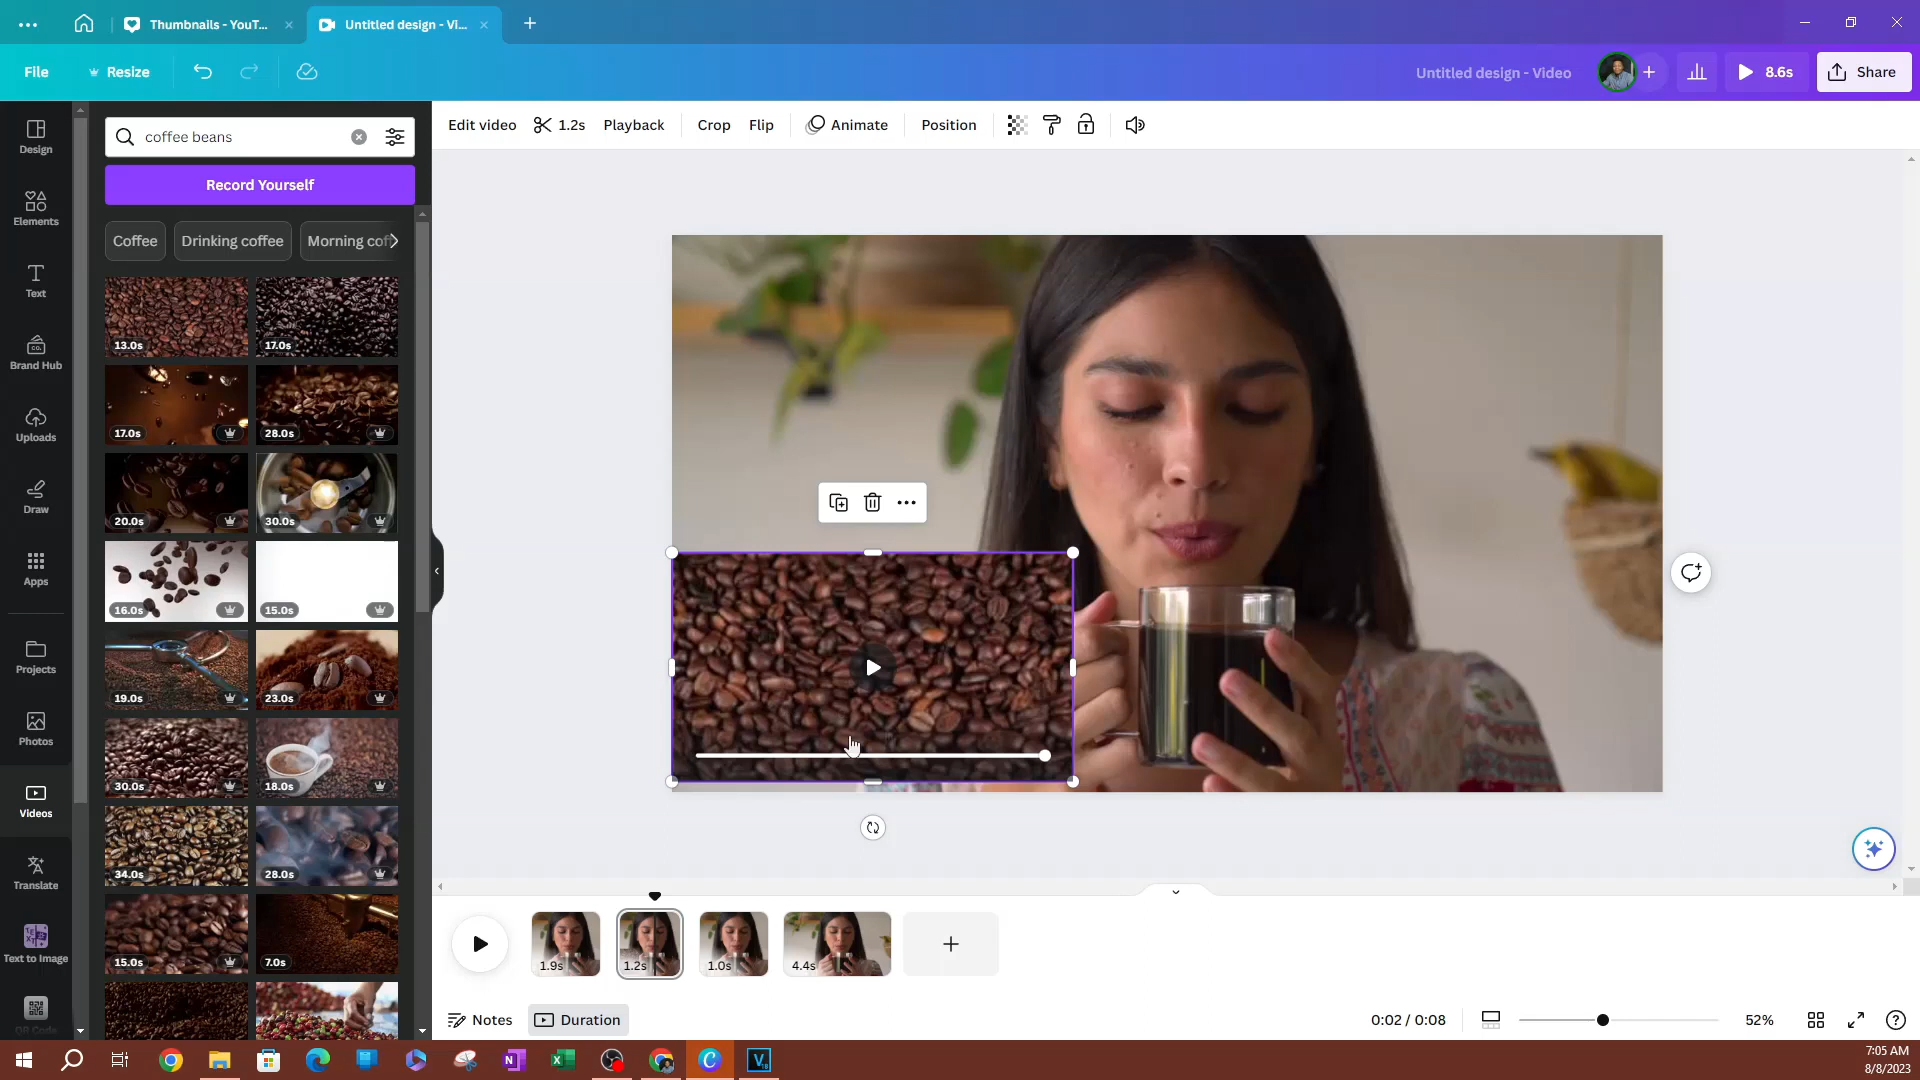 Thumbnails - YouT...
Untitled design - Vi...
File
Resize
Untitled design - Video
8.6s
Share
Design
Elements
Text
Brand Hub
Uploads
Draw
Apps
Projects
Photos
Videos
Translate
Text to Image
QR Code
coffee beans
Record Yourself
Coffee
Drinking coffee
Morning coff
13.0s
17.0s
17.0s
28.0s
20.0s
30.0s
16.0s
15.0s
19.0s
23.0s
30.0s
18.0s
34.0s
28.0s
15.0s
7.0s
Edit video
1.2s
Playback
Crop
Flip
Animate
Position
1.9s
1.2s
1.0s
4.4s
Notes
Duration
0:02 / 0:08
52%
7:05 AM
8/8/2023